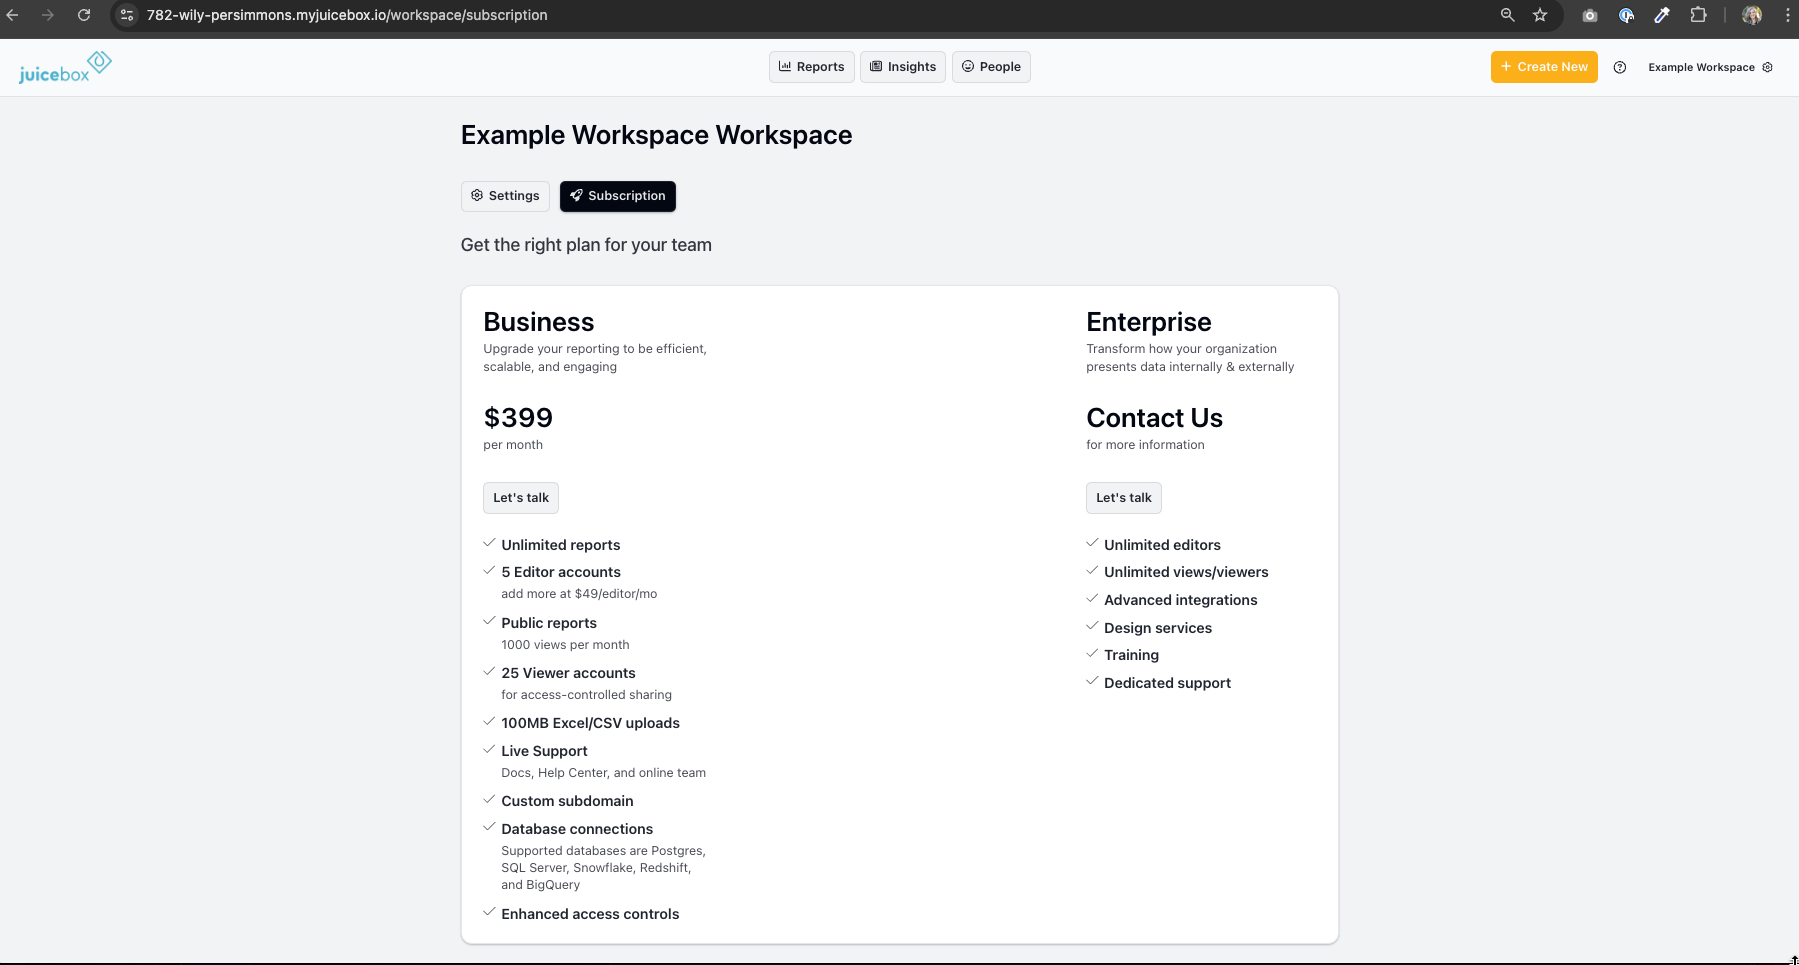 782-wily-persimmons.myjuicebox.io/workspace/subscription
juicebox
Reports
Insights
People
+ Create New
Example Workspace
Example Workspace Workspace
Settings
Subscription
Get the right plan for your team
Business
Upgrade your reporting to be efficient,
scalable, and engaging
$399
per month
Let's talk
Unlimited reports
5 Editor accounts
add more at $49/editor/mo
Public reports
1000 views per month
25 Viewer accounts
for access-controlled sharing
100MB Excel/CSV uploads
Live Support
Docs, Help Center, and online team
Custom subdomain
Database connections
Supported databases are Postgres,
SQL Server, Snowflake, Redshift,
and BigQuery
Enhanced access controls
Enterprise
Transform how your organization
presents data internally & externally
Contact Us
for more information
Let's talk
Unlimited editors
Unlimited views/viewers
Advanced integrations
Design services
Training
Dedicated support